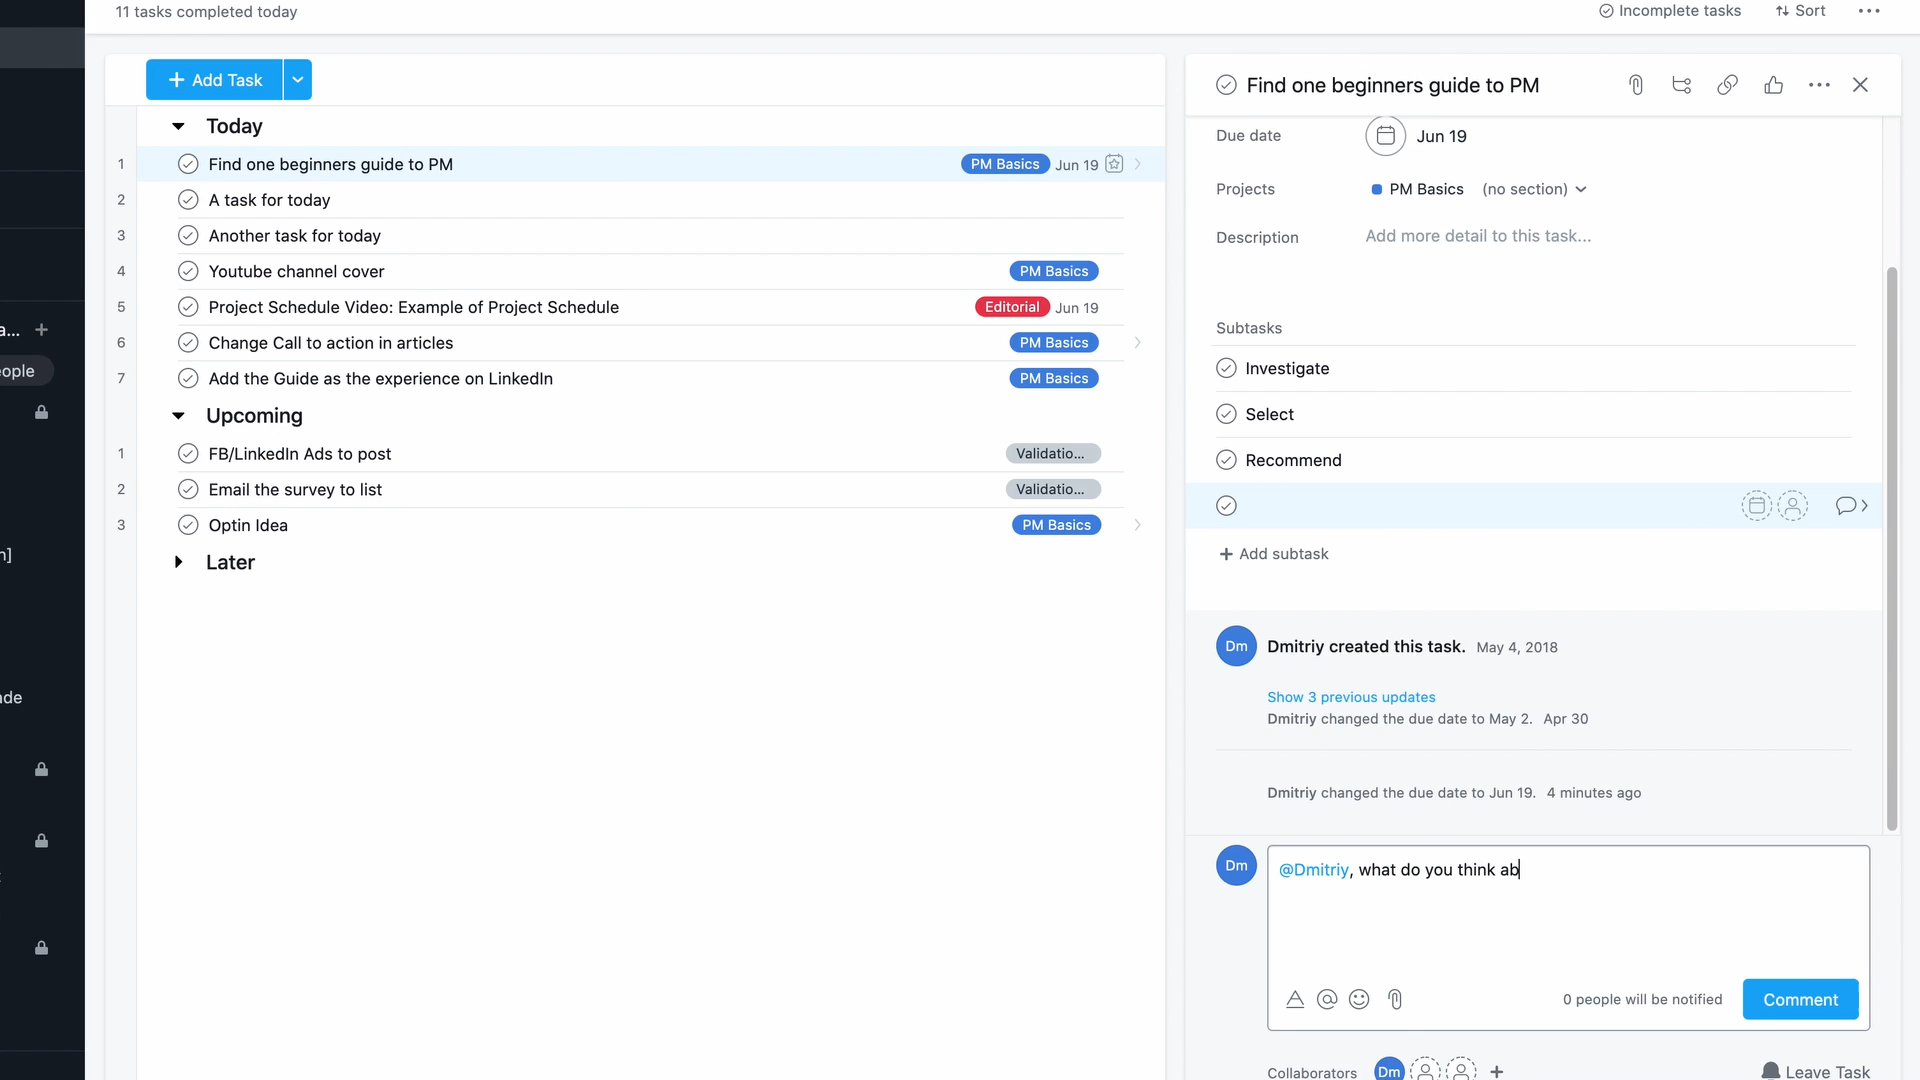 11 tasks completed today
Incomplete tasks
Sort
Add Task
Today
1 Find one beginners guide to PM PM Basics Jun 19
2 A task for today
3 Another task for today
4 Youtube channel cover PM Basics
5 Project Schedule Video: Example of Project Schedule Editorial Jun 19
6 Change Call to action in articles PM Basics
7 Add the Guide as the experience on LinkedIn PM Basics
Upcoming
1 FB/LinkedIn Ads to post Validatio...
2 Email the survey to list Validatio...
3 Optin Idea PM Basics
Later
a...
eople
n]
ade
Find one beginners guide to PM
Due date Jun 19
Projects PM Basics (no section)
Description Add more detail to this task...
Subtasks
Investigate
Select
Recommend
Add subtask
Dm Dmitriy created this task. May 4, 2018
Show 3 previous updates
Dmitriy changed the due date to May 2. Apr 30
Dmitriy changed the due date to Jun 19. 4 minutes ago
Dm @Dmitriy, what do you think ab
0 people will be notified Comment
Collaborators Dm Leave Task